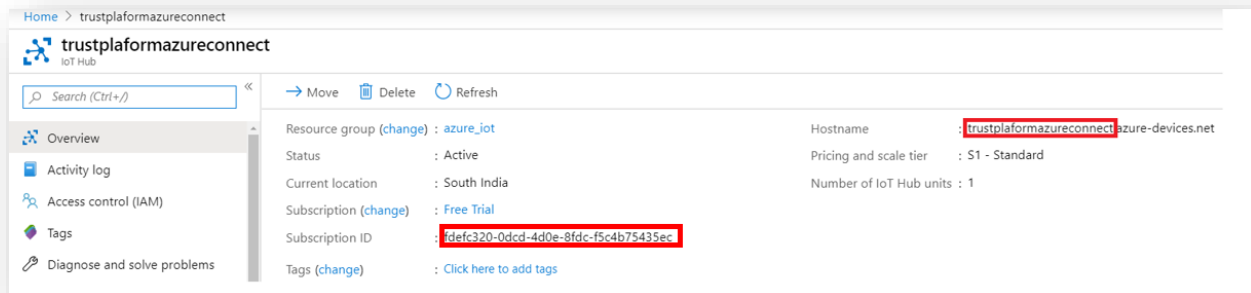 Home > trustplaformazureconnect
trustplaformazureconnect
IoT Hub
Search (Ctrl+/)
«
Overview
Activity log
Access control (IAM)
Tags
Diagnose and solve problems
Move Delete Refresh
Resource group (change) : azure_iot
Status : Active
Current location : South India
Subscription (change) : Free Trial
Subscription ID : fdefc320-0dcd-4d0e-8fdc-f5c4b75435ec
Tags (change) : Click here to add tags
Hostname : trustplaformazureconnect.azure-devices.net
Pricing and scale tier : S1 - Standard
Number of IoT Hub units : 1